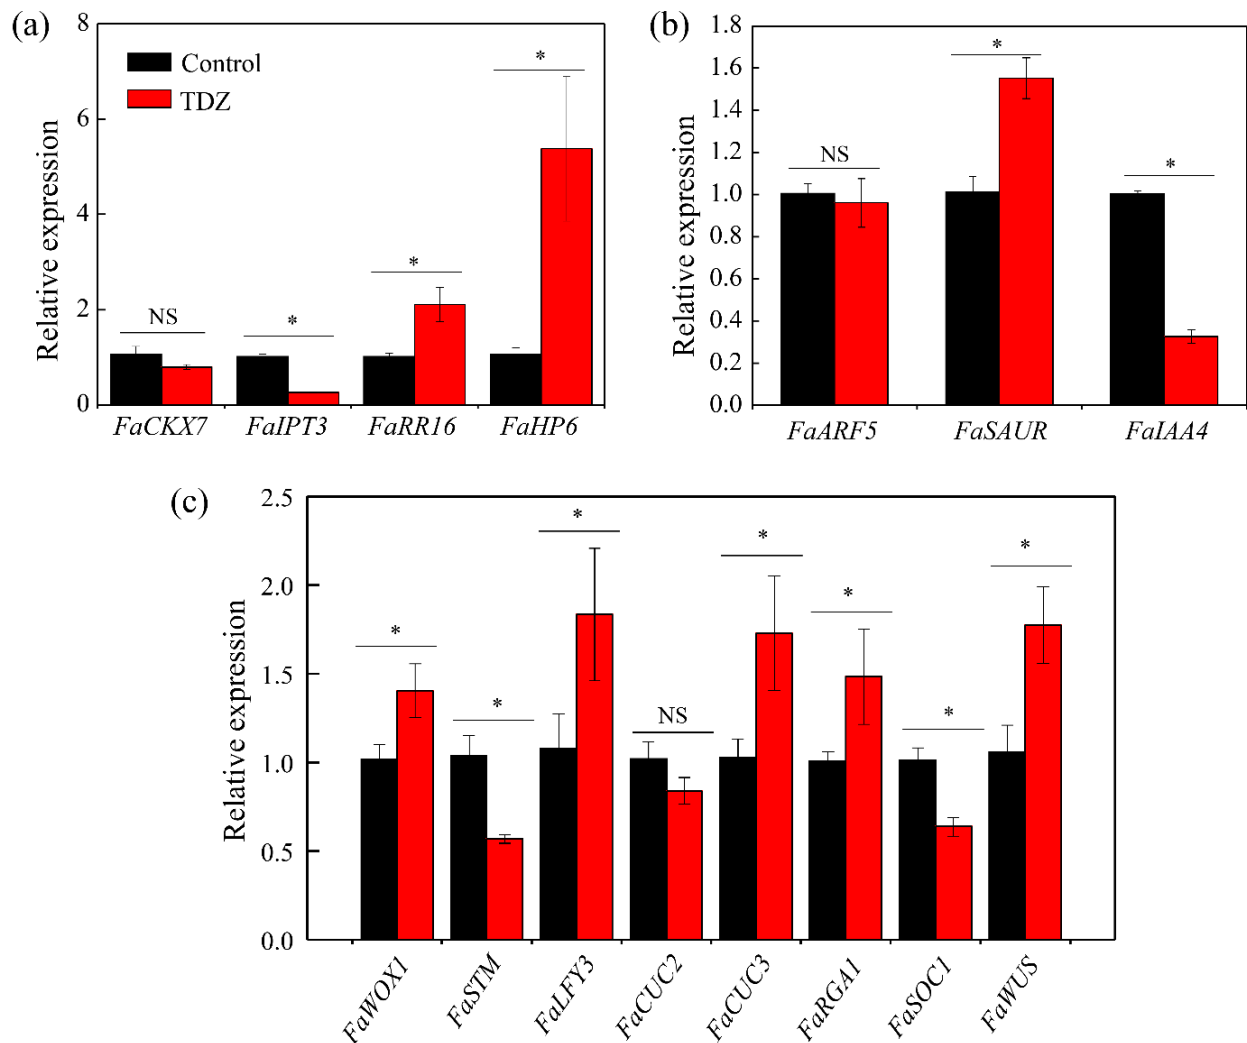 (a)
Relative expression
8
6
4
2
0
Control
TDZ
NS
*
*
*
FaCKX7 FaIPT3 FaRR16 FaHP6
(b)
Relative expression
1.8
1.6
1.4
1.2
1.0
0.8
0.6
0.4
0.2
0.0
NS
*
*
FaARF5 FaSAUR FaIAA4
(c)
Relative expression
2.5
2.0
1.5
1.0
0.5
0.0
*
*
*
NS
*
*
*
*
FaWOX1
FaSTM
FaLFY3
FaCUC2
FaCUC3
FaRGA1
FaSOC1
FaWUS